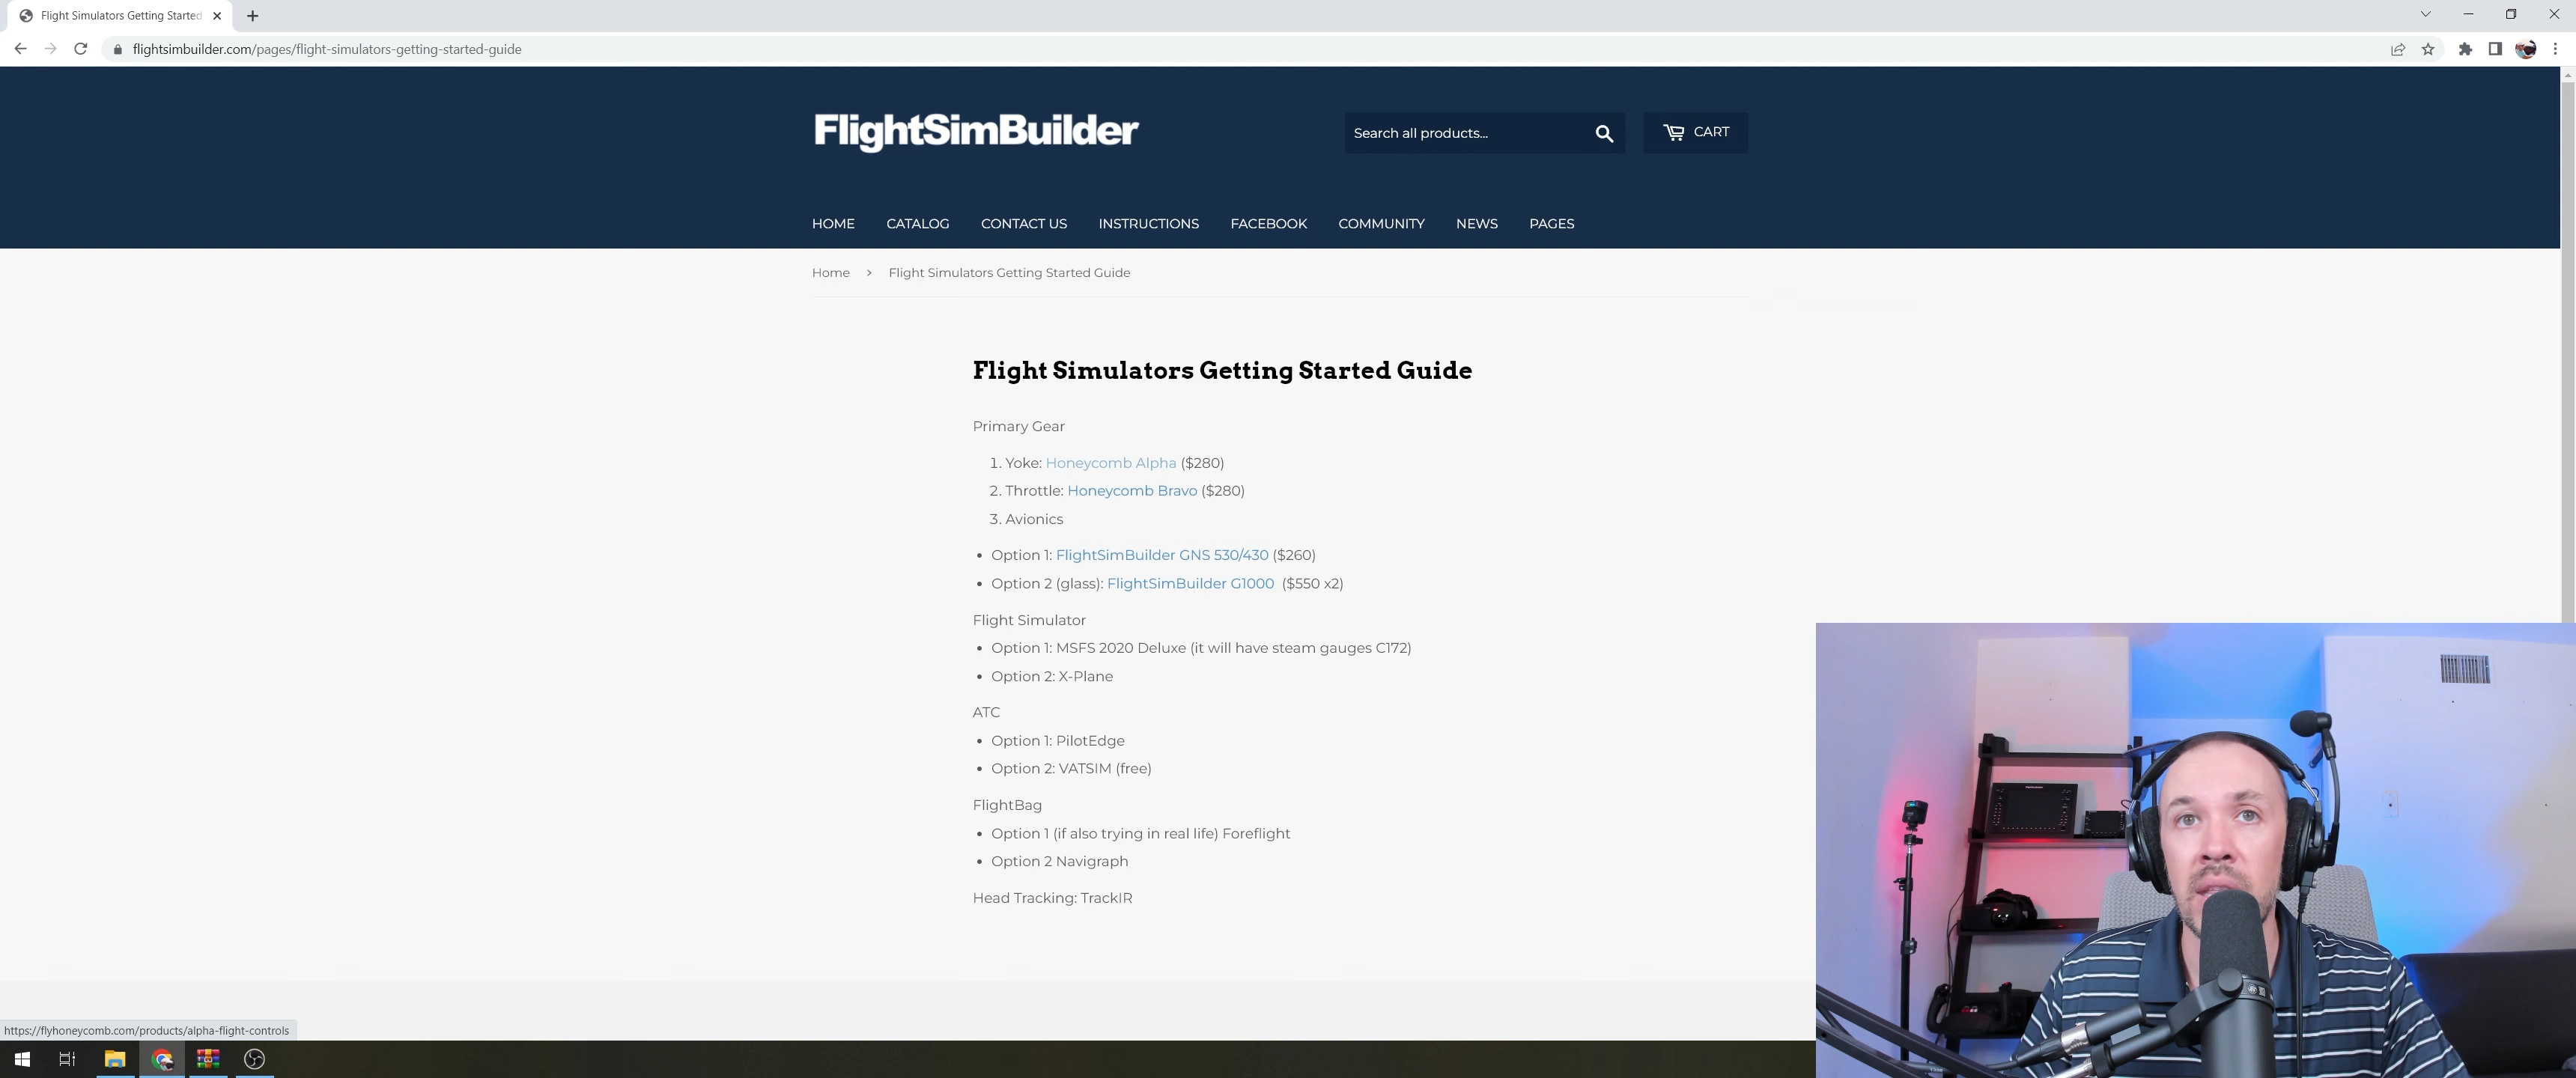 Flight Simulators Getting Started
flightsimbuilder.com/pages/flight-simulators-getting-started-guide
FlightSimBuilder
Search all products...
CART
HOME CATALOG CONTACT US INSTRUCTIONS FACEBOOK COMMUNITY NEWS PAGES
Home › Flight Simulators Getting Started Guide
Flight Simulators Getting Started Guide
Primary Gear
1. Yoke: Honeycomb Alpha ($280)
2. Throttle: Honeycomb Bravo ($280)
3. Avionics
• Option 1: FlightSimBuilder GNS 530/430 ($260)
• Option 2 (glass): FlightSimBuilder G1000 ($550 x2)
Flight Simulator
• Option 1: MSFS 2020 Deluxe (it will have steam gauges C172)
• Option 2: X-Plane
ATC
• Option 1: PilotEdge
• Option 2: VATSIM (free)
FlightBag
• Option 1 (if also trying in real life) Foreflight
• Option 2 Navigraph
Head Tracking: TrackIR
https://flyhoneycomb.com/products/alpha-flight-controls